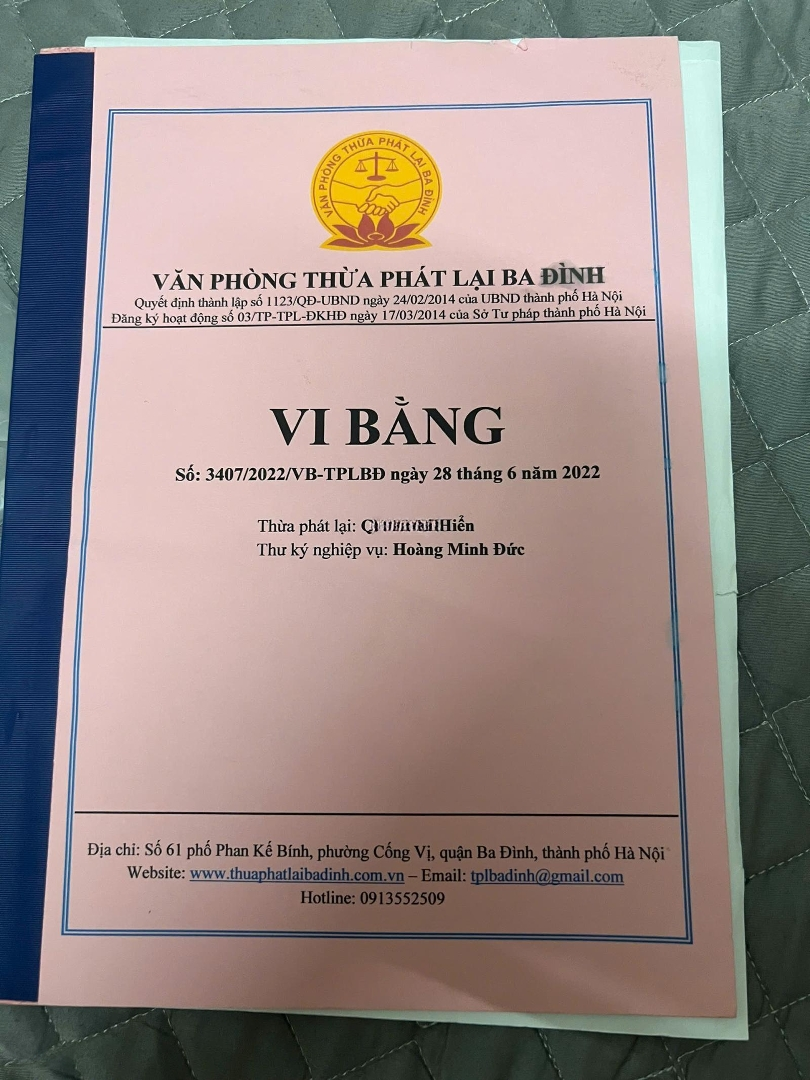 VĂN PHÒNG THỪA PHÁT LẠI BA ĐÌNH
VĂN PHÒNG THỪA PHÁT LẠI BA ĐÌNH
Quyết định thành lập số 1123/QĐ-UBND ngày 24/02/2014 của UBND thành phố Hà Nội
Đăng ký hoạt động số 03/TP-TPL-ĐKHĐ ngày 17/03/2014 của Sở Tư pháp thành phố Hà Nội
VI BẰNG
Số: 3407/2022/VB-TPLBĐ ngày 28 tháng 6 năm 2022
Thừa phát lại: Hiển
Thư ký nghiệp vụ: Hoàng Minh Đức
Địa chỉ: Số 61 phố Phan Kế Bính, phường Cống Vị, quận Ba Đình, thành phố Hà Nội
Website: www.thuaphatlaibadinh.com.vn – Email: tplbadinh@gmail.com
Hotline: 0913552509